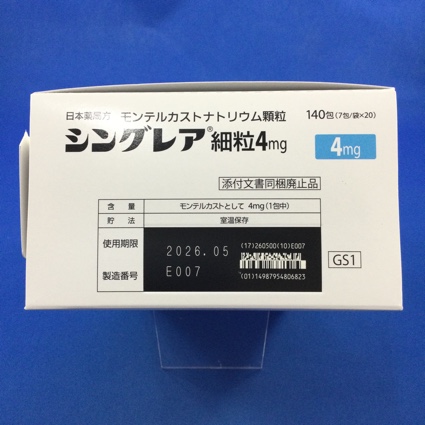 日本薬局方 モンテルカストナトリウム顆粒 140包(7包/袋×20)
シングレア®細粒4mg
4mg
添付文書同梱廃止品
含量 モンテルカストとして 4mg(1包中)
貯法 室温保存
使用期限 2026.05
製造番号 E007
(17)260500(10)E007
(01)14987954806823
GS1